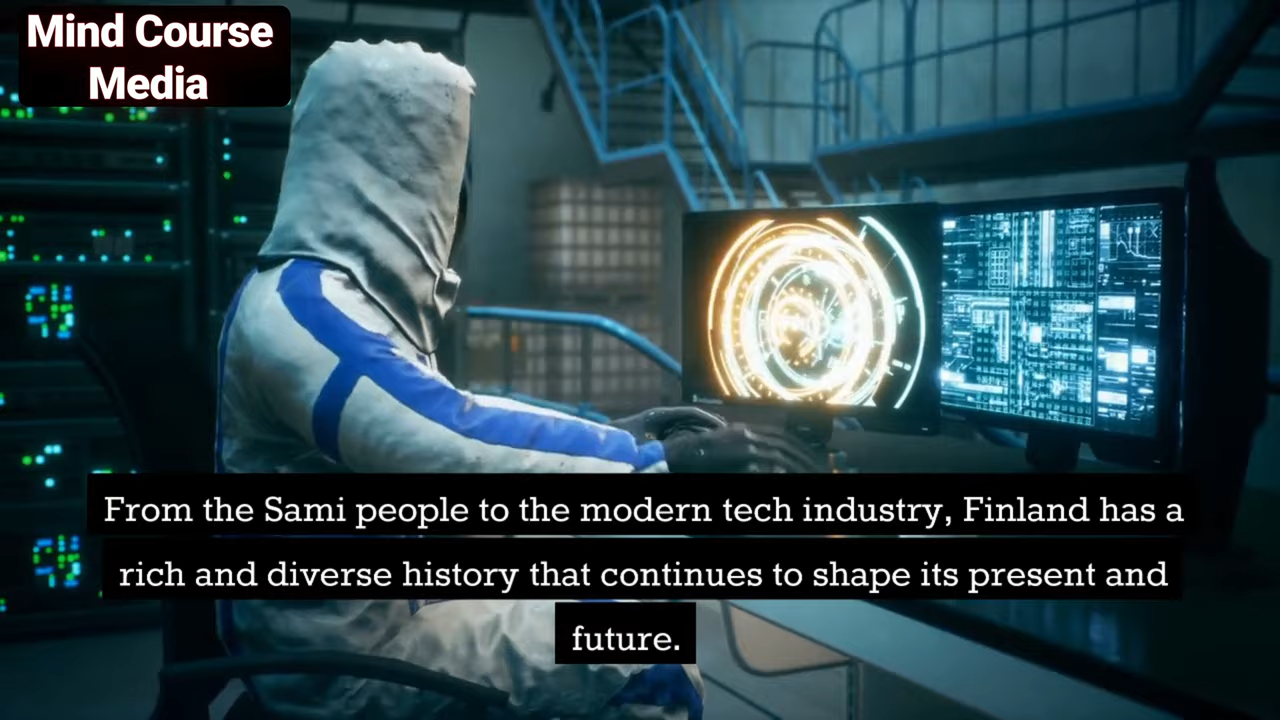 Mind Course
Media
From the Sami people to the modern tech industry, Finland has a
rich and diverse history that continues to shape its present and
future.